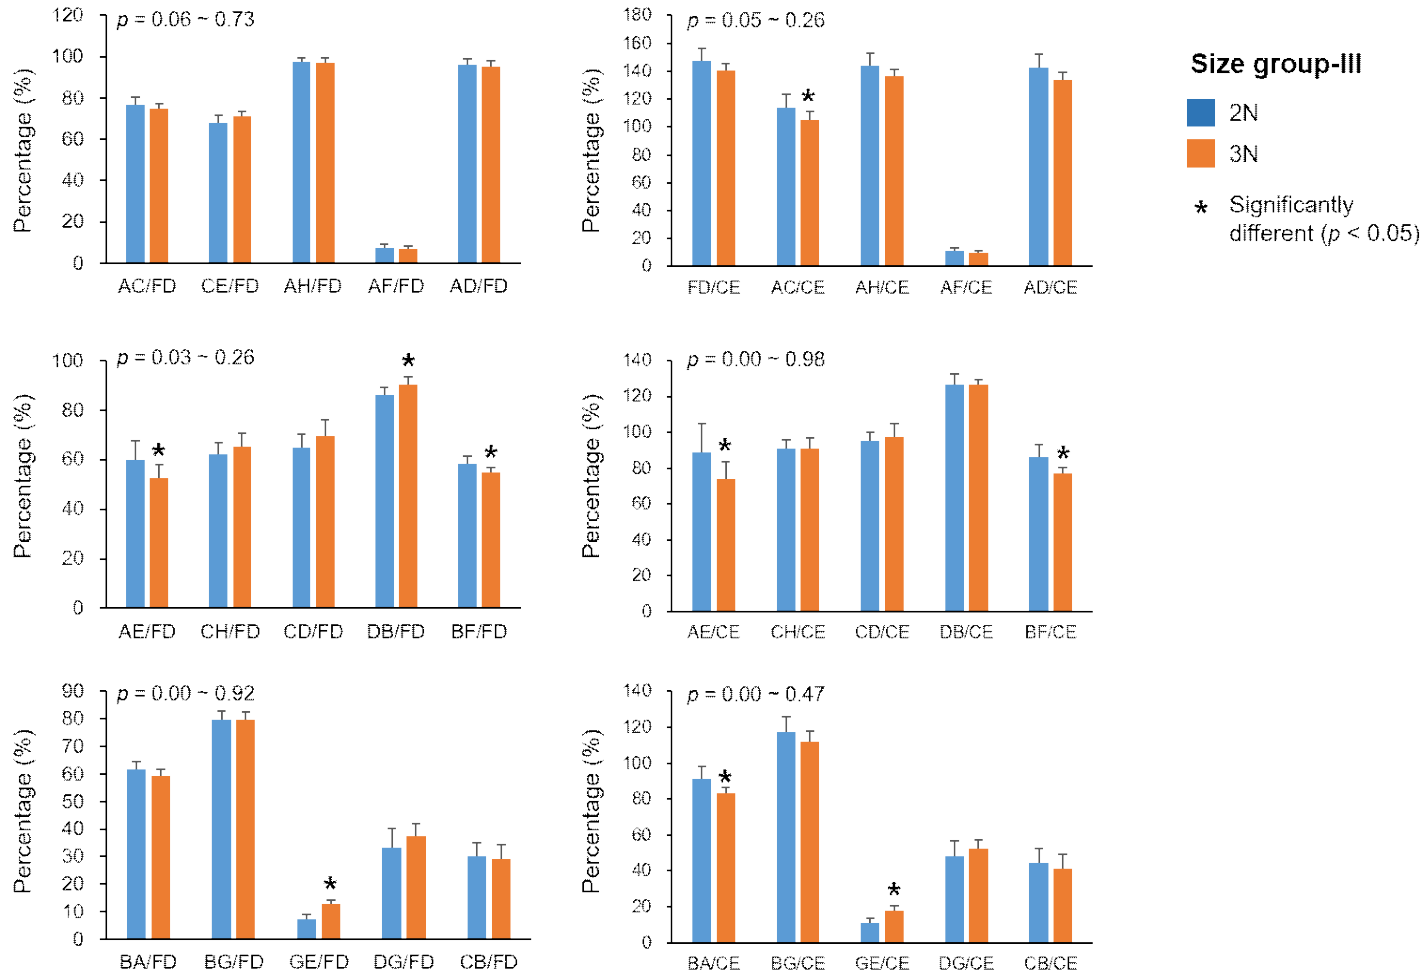 p = 0.06 ~ 0.73
Percentage (%)
120
100
80
60
40
20
0
AC/FD CE/FD AH/FD AF/FD AD/FD
p = 0.05 ~ 0.26
Percentage (%)
180
160
140
120
100
80
60
40
20
0
*
FD/CE AC/CE AH/CE AF/CE AD/CE
Size group-III
2N
3N
* Significantly
different (p < 0.05)
p = 0.03 ~ 0.26
Percentage (%)
100
80
60
40
20
0
* * *
AE/FD CH/FD CD/FD DB/FD BF/FD
p = 0.00 ~ 0.98
Percentage (%)
140
120
100
80
60
40
20
0
* *
AE/CE CH/CE CD/CE DB/CE BF/CE
p = 0.00 ~ 0.92
Percentage (%)
90
80
70
60
50
40
30
20
10
0
*
BA/FD BG/FD GE/FD DG/FD CB/FD
p = 0.00 ~ 0.47
Percentage (%)
140
120
100
80
60
40
20
0
* *
BA/CE BG/CE GE/CE DG/CE CB/CE